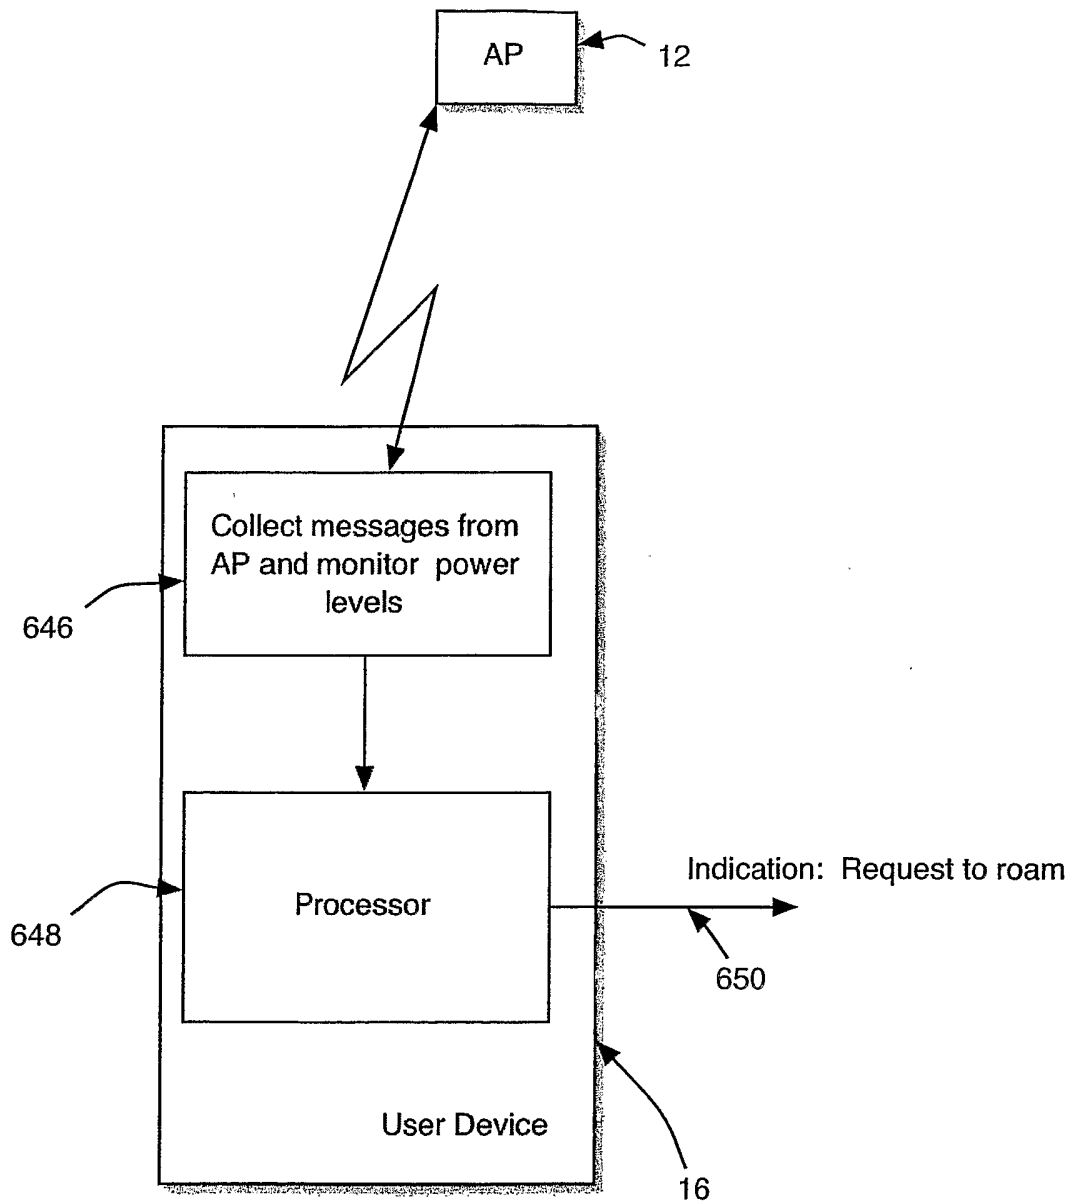 AP
12
Collect messages from
AP and monitor power
levels
646
Indication: Request to roam
Processor
648
650
User Device
16